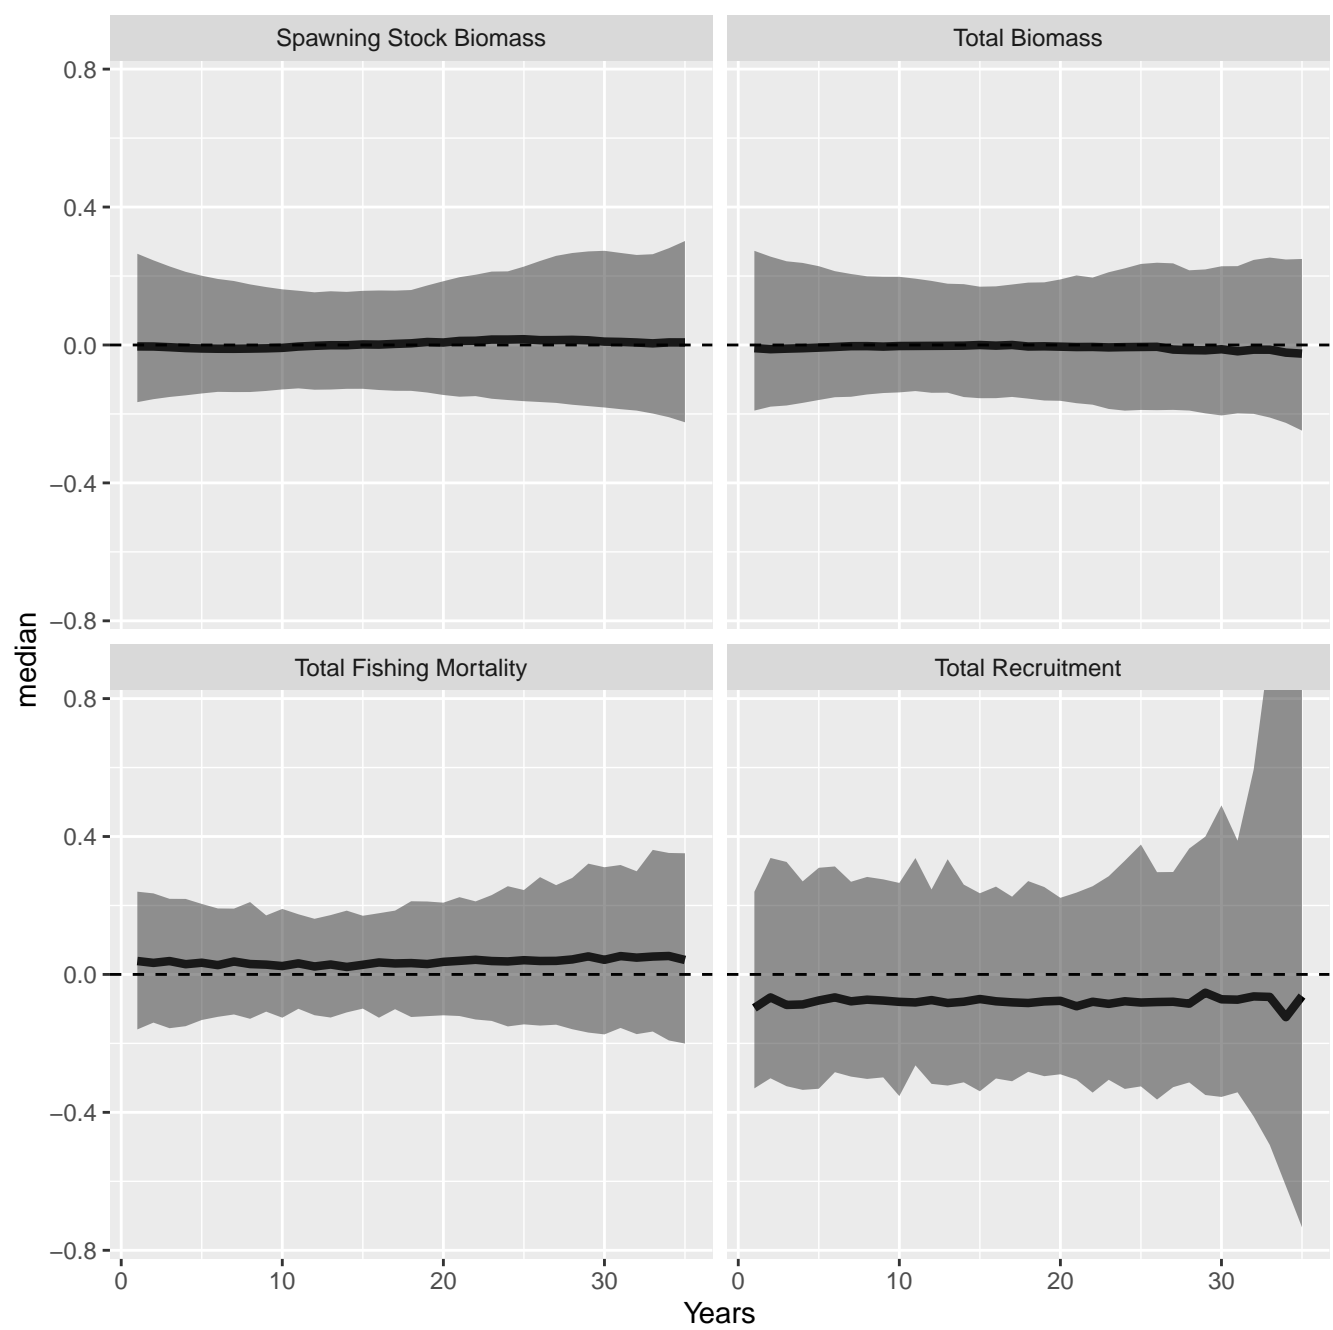 Spawning Stock Biomass
Total Biomass
0.8
0.4
0.0
−0.4
−0.8
median
Total Fishing Mortality
Total Recruitment
0.8
0.4
0.0
−0.4
−0.8
0 10 20 30
0 10 20 30
Years